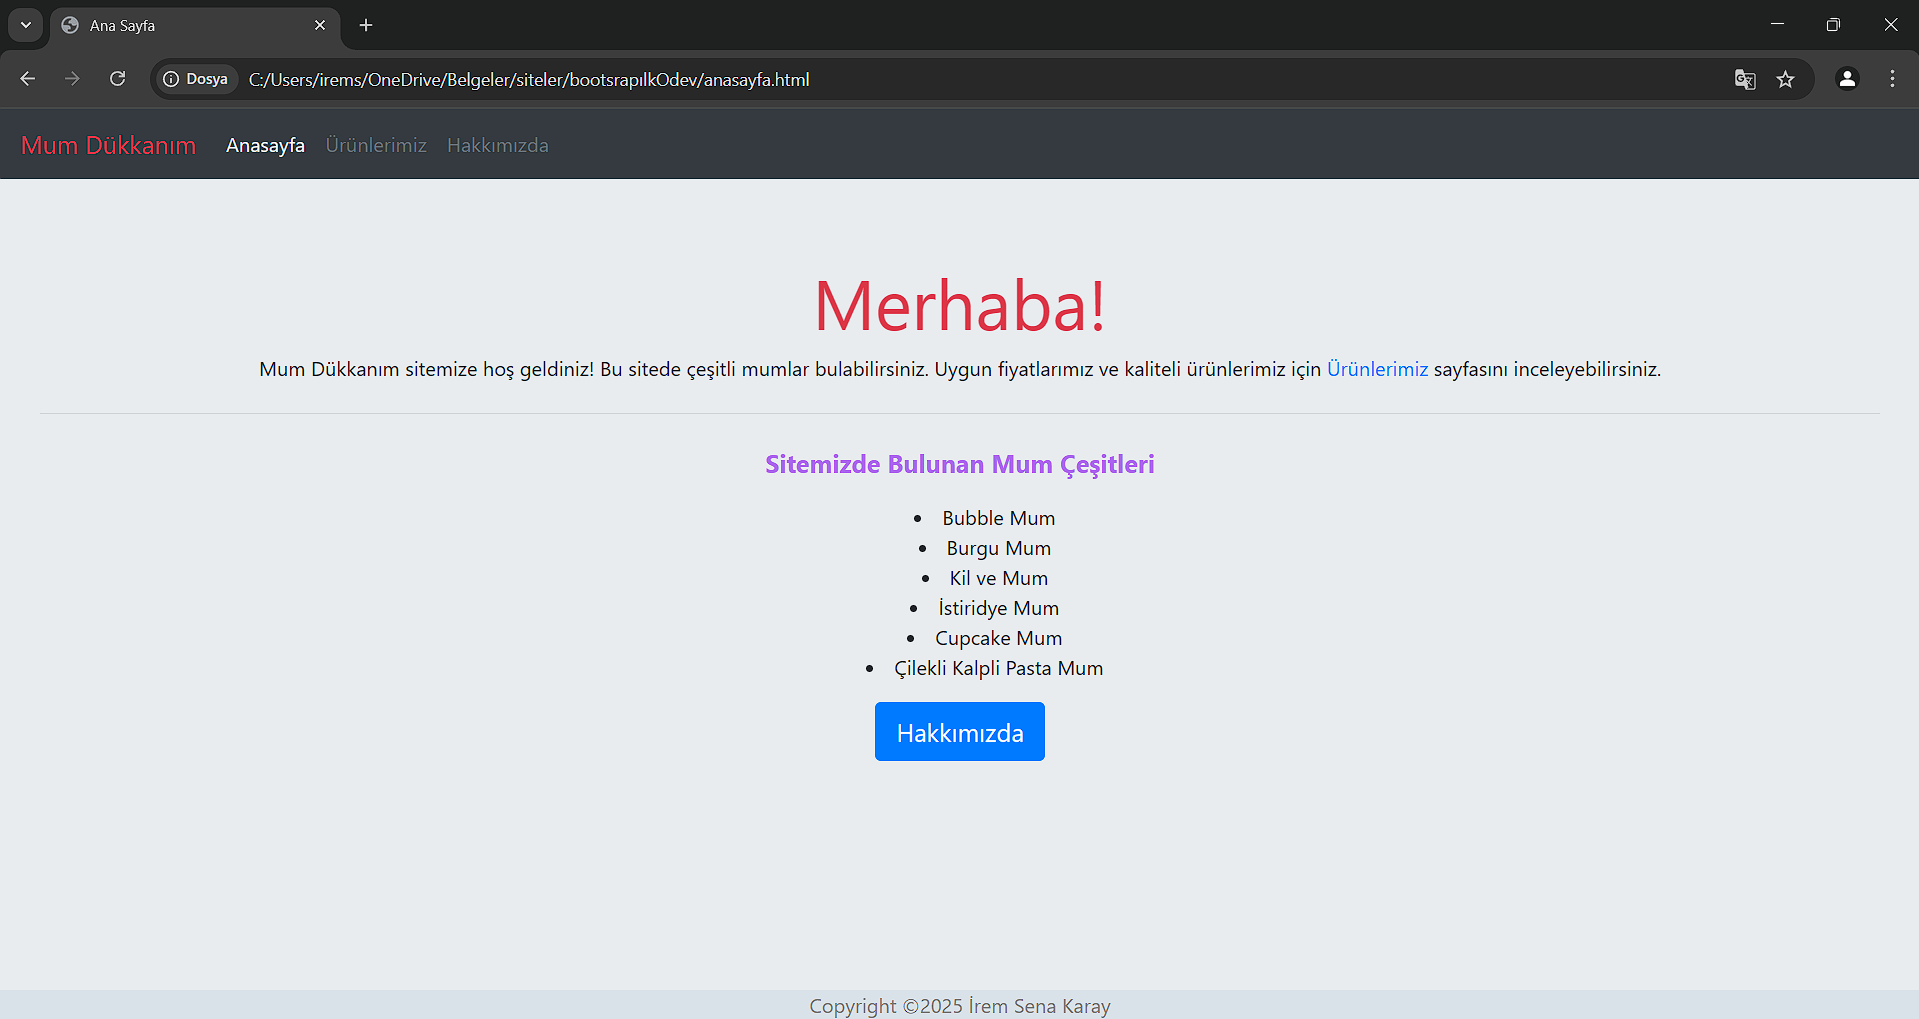 Ana Sayfa
Dosya C:/Users/irems/OneDrive/Belgeler/siteler/bootsrapılkOdev/anasayfa.html
Mum Dükkanım Anasayfa Ürünlerimiz Hakkımızda
Merhaba!
Mum Dükkanım sitemize hoş geldiniz! Bu sitede çeşitli mumlar bulabilirsiniz. Uygun fiyatlarımız ve kaliteli ürünlerimiz için Ürünlerimiz sayfasını inceleyebilirsiniz.
Sitemizde Bulunan Mum Çeşitleri
• Bubble Mum
• Burgu Mum
• Kil ve Mum
• İstiridye Mum
• Cupcake Mum
• Çilekli Kalpli Pasta Mum
Hakkımızda
Copyright ©2025 İrem Sena Karay